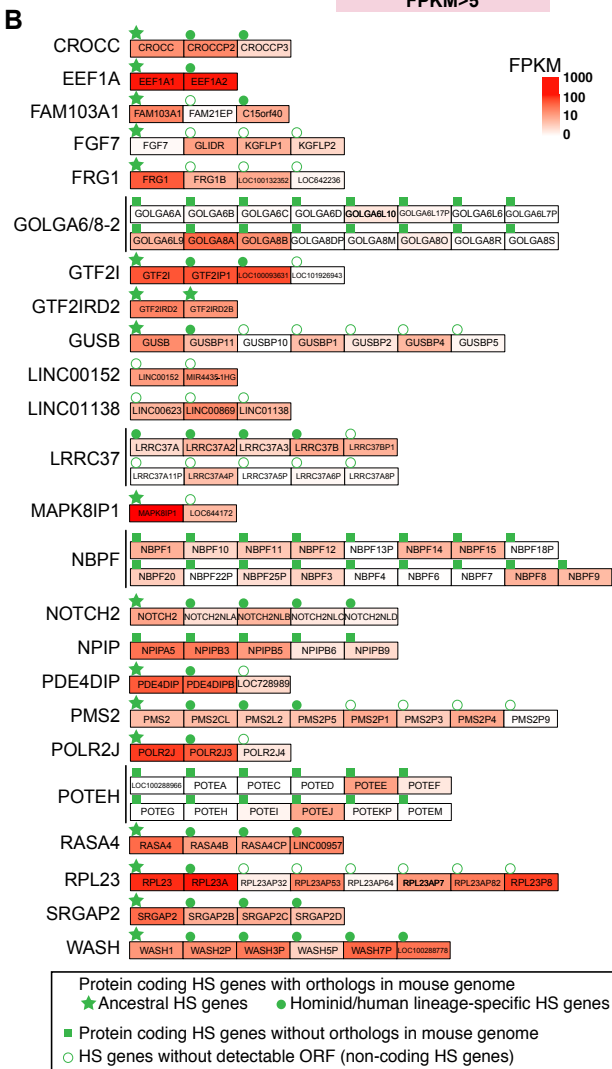 FPKM>5
B
CROCC CROCC CROCCP2 CROCCP3
FPKM
1000
100
10
0
EEF1A EEF1A1 EEF1A2
FAM103A1 FAM103A1 FAM21EP C15orf40
FGF7 FGF7 GLIDR KGFLP1 KGFLP2
FRG1 FRG1 FRG1B LOC100132352 LOC642236
GOLGA6/8-2
GOLGA6A GOLGA6B GOLGA6C GOLGA6D GOLGA6L10 GOLGA6L17P GOLGA6L6 GOLGA6L7P
GOLGA6L9 GOLGA8A GOLGA8B GOLGA8DP GOLGA8M GOLGA8O GOLGA8R GOLGA8S
GTF2I GTF2I GTF2IP1 LOC100093631 LOC101926943
GTF2IRD2 GTF2IRD2 GTF2IRD2B
GUSB GUSB GUSBP11 GUSBP10 GUSBP1 GUSBP2 GUSBP4 GUSBP5
LINC00152 LINC00152 MIR4435-1HG
LINC01138 LINC00623 LINC00869 LINC01138
LRRC37
LRRC37A LRRC37A2 LRRC37A3 LRRC37B LRRC37BP1
LRRC37A11P LRRC37A4P LRRC37A5P LRRC37A6P LRRC37A8P
MAPK8IP1 MAPK8IP1 LOC644172
NBPF
NBPF1 NBPF10 NBPF11 NBPF12 NBPF13P NBPF14 NBPF15 NBPF18P
NBPF20 NBPF22P NBPF25P NBPF3 NBPF4 NBPF6 NBPF7 NBPF8 NBPF9
NOTCH2 NOTCH2 NOTCH2NLA NOTCH2NLB NOTCH2NLC NOTCH2NLD
NPIP NPIPA5 NPIPB3 NPIPB5 NPIPB6 NPIPB9
PDE4DIP PDE4DIP PDE4DIPB LOC728989
PMS2 PMS2 PMS2CL PMS2L2 PMS2P5 PMS2P1 PMS2P3 PMS2P4 PMS2P9
POLR2J POLR2J POLR2J3 POLR2J4
POTEH
LOC100288966 POTEA POTEC POTED POTEE POTEF
POTEG POTEH POTEI POTEJ POTEKP POTEM
RASA4 RASA4 RASA4B RASA4CP LINC00957
RPL23 RPL23 RPL23A RPL23AP32 RPL23AP53 RPL23AP64 RPL23AP7 RPL23AP82 RPL23P8
SRGAP2 SRGAP2 SRGAP2B SRGAP2C SRGAP2D
WASH WASH1 WASH2P WASH3P WASH5P WASH7P LOC100288778
Protein coding HS genes with orthologs in mouse genome
Ancestral HS genes Hominid/human lineage-specific HS genes
Protein coding HS genes without orthologs in mouse genome
HS genes without detectable ORF (non-coding HS genes)